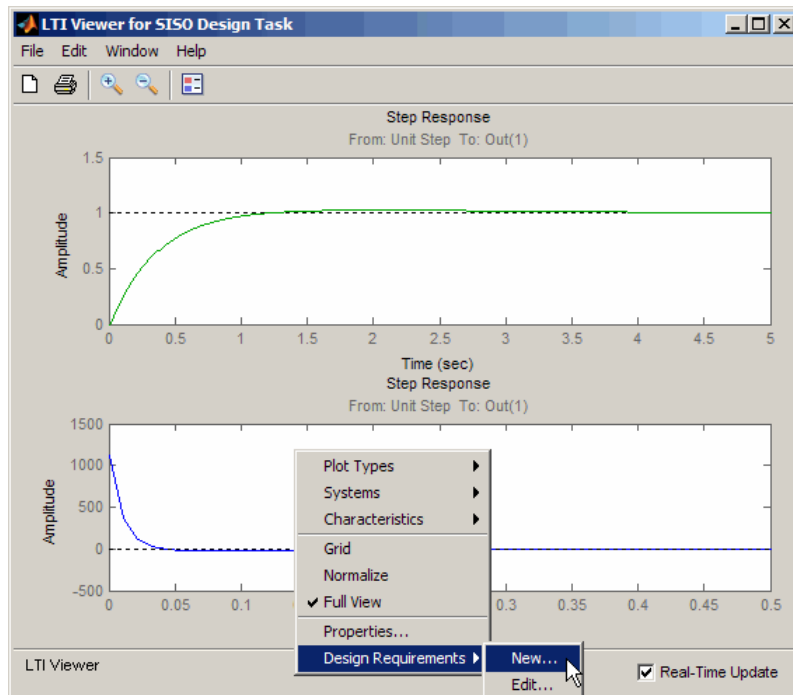 LTI Viewer for SISO Design Task
File Edit Window Help
Step Response
From: Unit Step To: Out(1)
1.5
1
0.5
0
Amplitude
0 0.5 1 1.5 2 2.5 3 3.5 4 4.5 5
Time (sec)
Step Response
From: Unit Step To: Out(1)
1500
1000
500
0
-500
Amplitude
0 0.05 0.1 0.3 0.35 0.4 0.45 0.5
Plot Types
Systems
Characteristics
Grid
Normalize
Full View
Properties...
Design Requirements
New...
Edit...
LTI Viewer
Real-Time Update